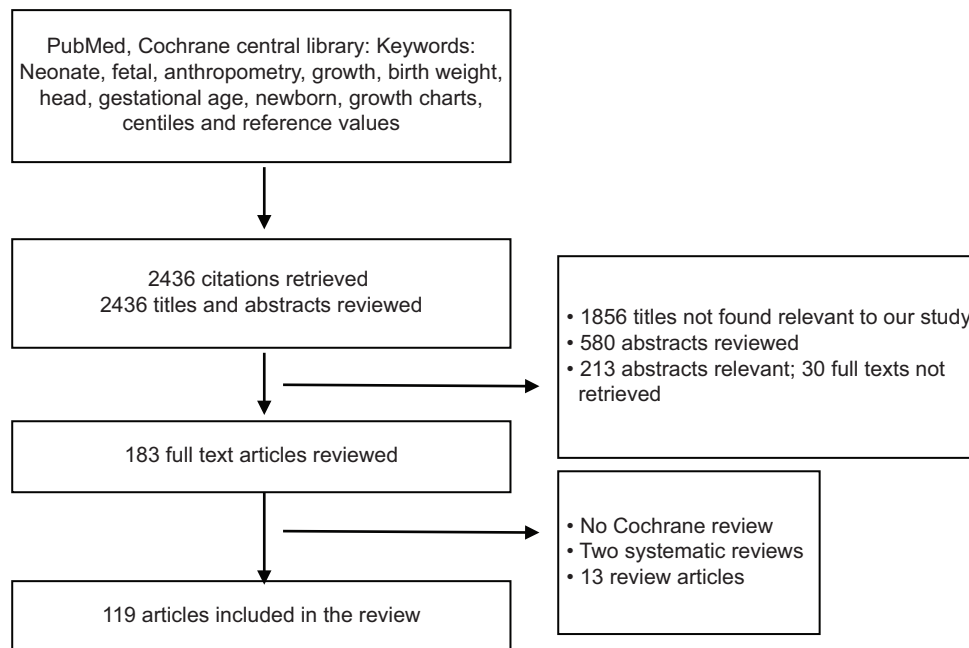 PubMed, Cochrane central library: Keywords:
Neonate, fetal, anthropometry, growth, birth weight,
head, gestational age, newborn, growth charts,
centiles and reference values
2436 citations retrieved
2436 titles and abstracts reviewed
• 1856 titles not found relevant to our study
• 580 abstracts reviewed
• 213 abstracts relevant; 30 full texts not
retrieved
183 full text articles reviewed
• No Cochrane review
• Two systematic reviews
• 13 review articles
119 articles included in the review